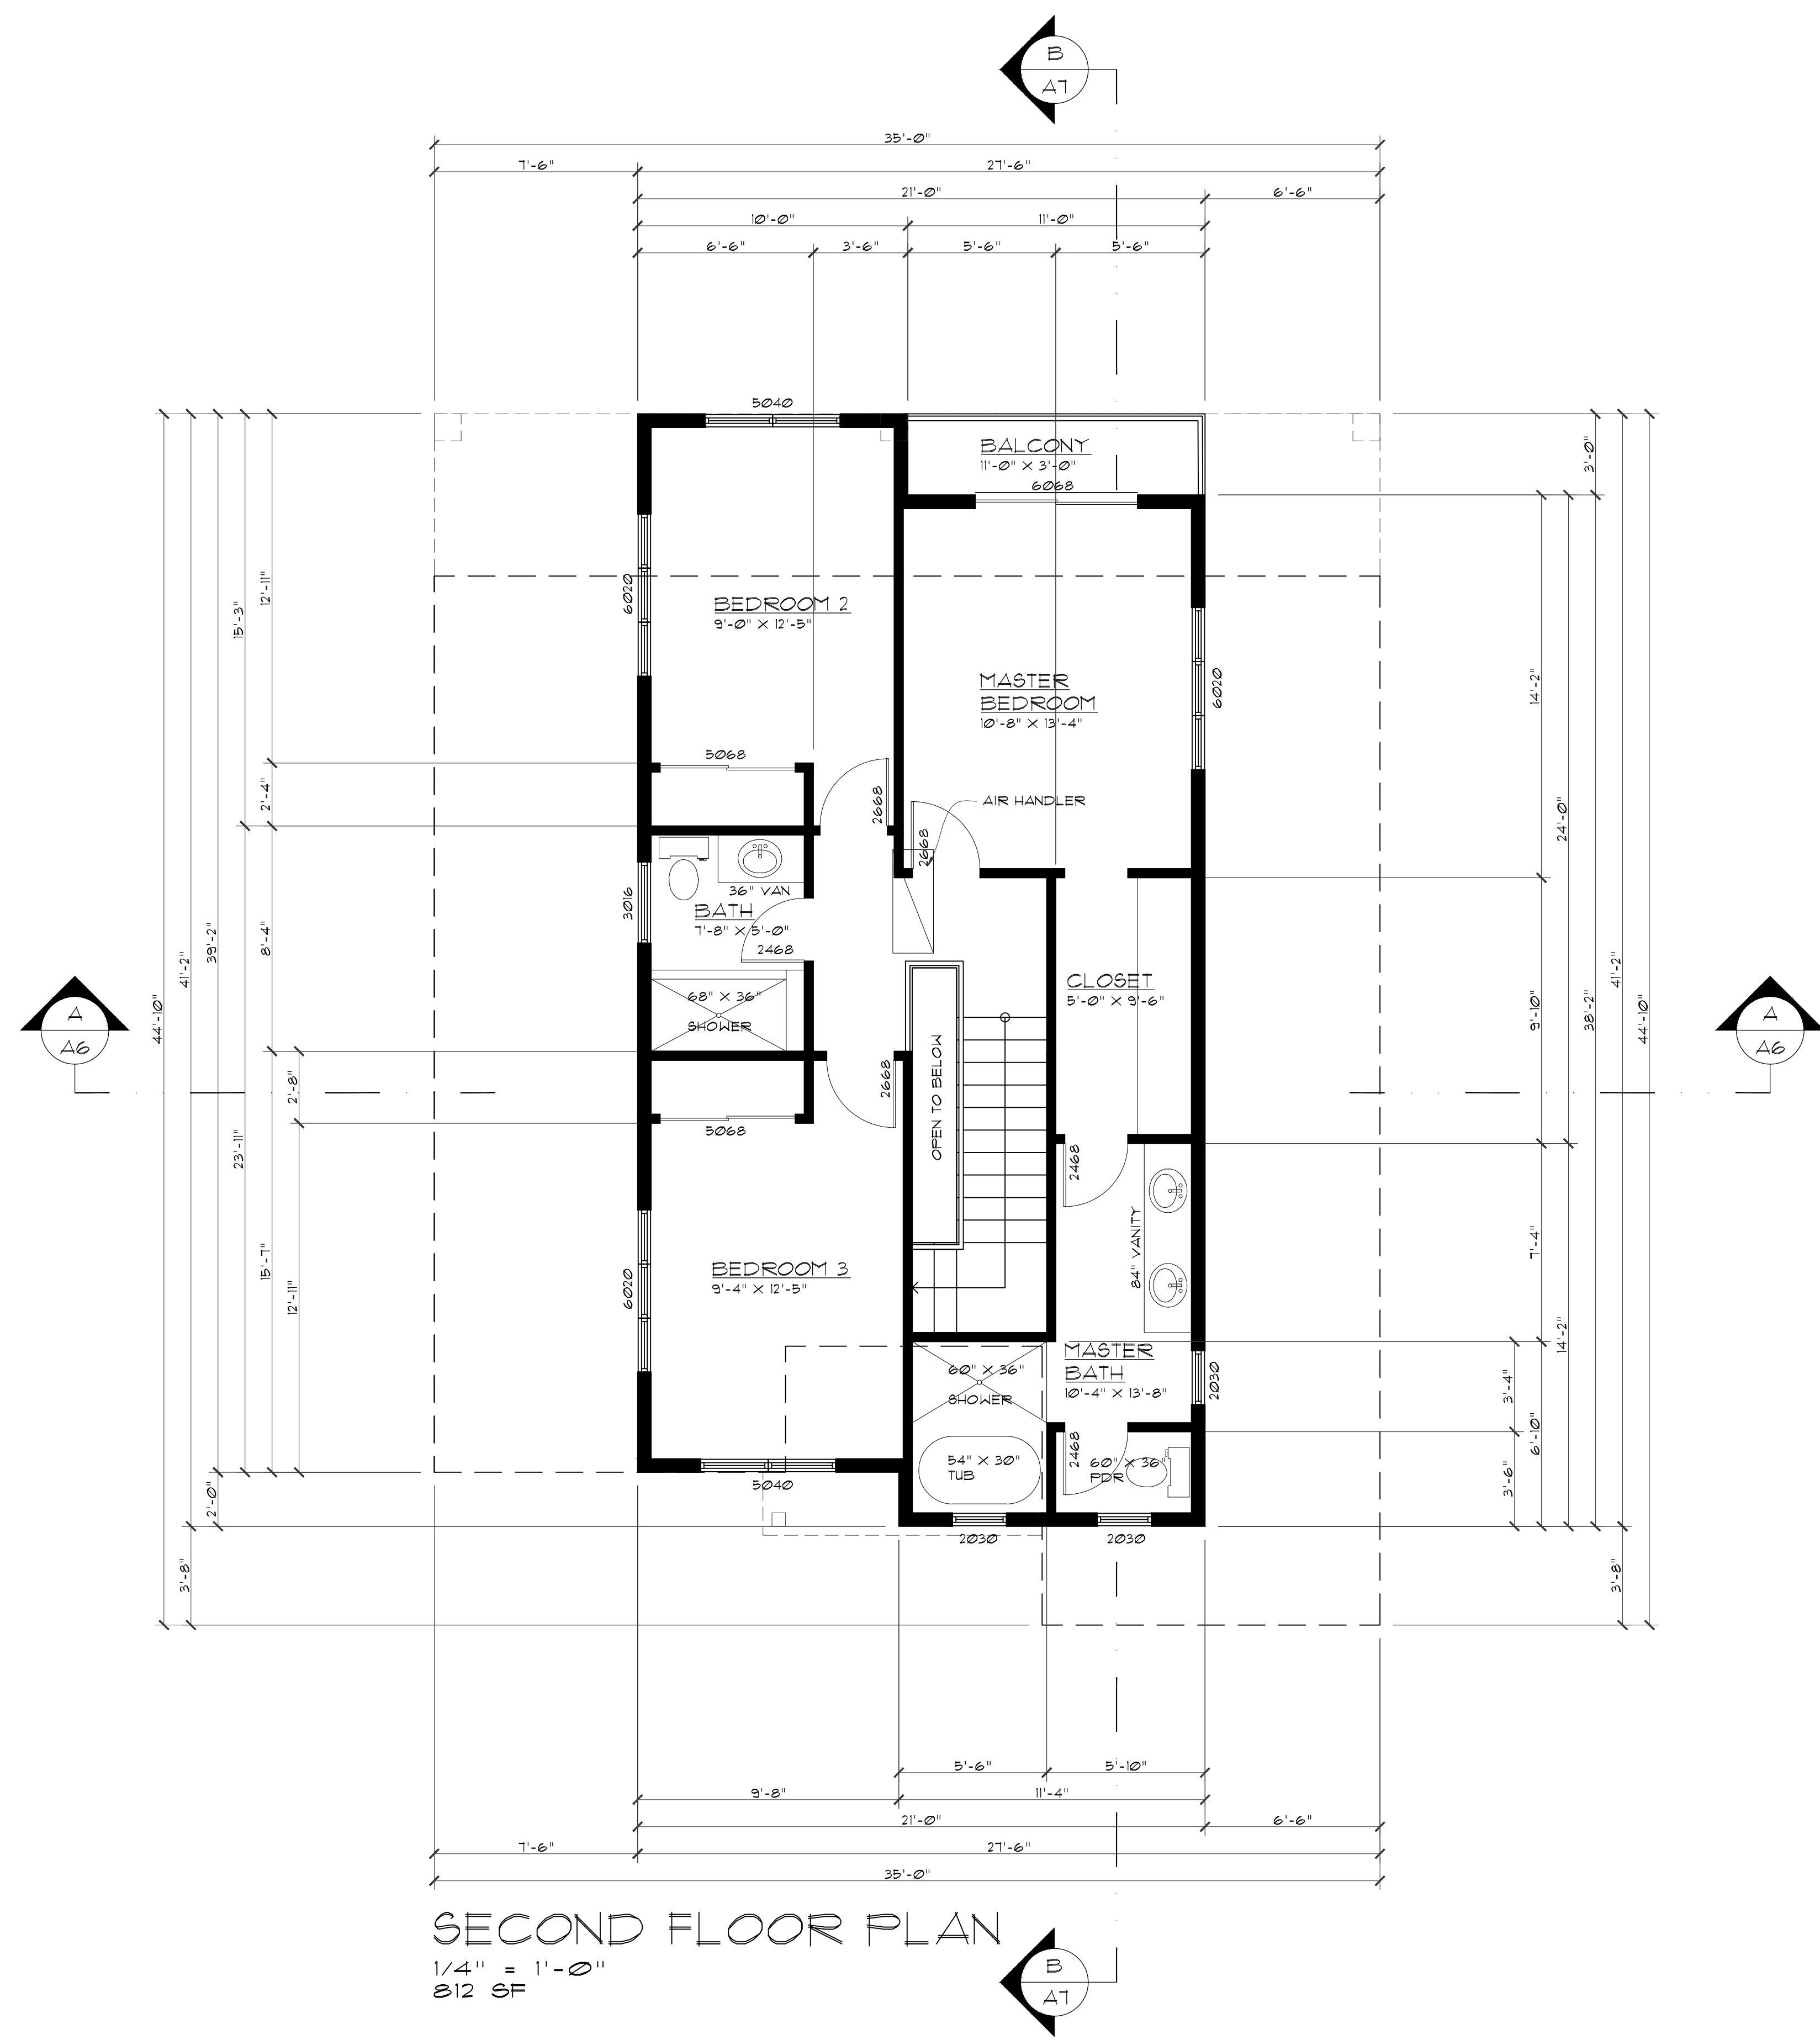 B
A7
35'-0"
7'-6"
27'-6"
21'-0"
6'-6"
10'-0"
11'-0"
6'-6"
3'-6"
5'-6"
5'-6"
5040
BALCONY
11'-0" X 3'-0"
6068
3'-0"
6020
12'-11"
15'-3"
BEDROOM 2
9'-0" X 12'-5"
MASTER
BEDROOM
10'-8" X 13'-4"
6020
14'-2"
5068
2'-4"
2668
AIR HANDLER
2668
24'-0"
36" VAN
3016
BATH
7'-8" X 5'-0"
2468
8'-4"
39'-2"
41'-2"
44'-10"
CLOSET
5'-0" X 9'-6"
9'-10"
38'-2"
41'-2"
44'-10"
68" X 36"
SHOWER
A
A6
A
A6
OPEN TO BELOW
2668
2'-8"
5068
23'-11"
2468
84" VANITY
7'-4"
BEDROOM 3
9'-4" X 12'-5"
6020
15'-7"
12'-11"
14'-2"
MASTER
BATH
10'-4" X 13'-8"
2030
60" X 36"
SHOWER
3'-4"
6'-10"
2468
54" X 30"
TUB
60" X 36"
PDR
3'-6"
5040
2'-0"
2030
2030
3'-8"
3'-8"
5'-6"
5'-10"
9'-8"
11'-4"
21'-0"
6'-6"
7'-6"
27'-6"
35'-0"
SECOND FLOOR PLAN
1/4" = 1'-0"
812 SF
B
A7